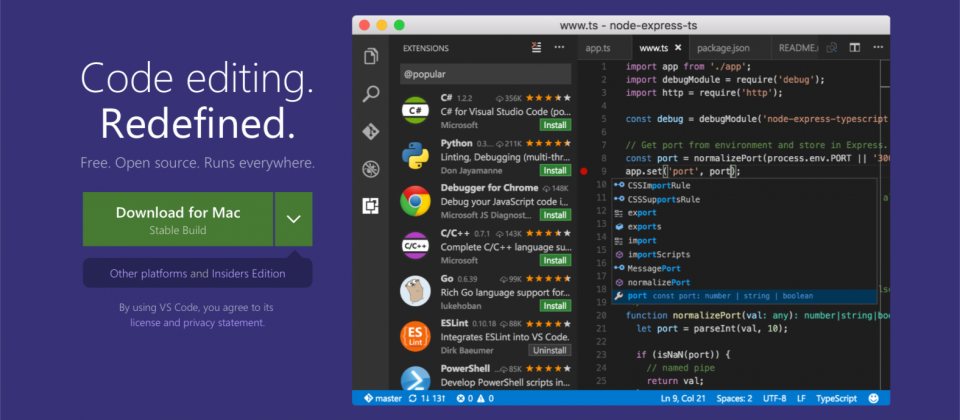 Code editing.
Redefined.
Free. Open source. Runs everywhere.
Download for Mac
Stable Build
Other platforms and Insiders Edition
By using VS Code, you agree to its
license and privacy statement.
www.ts - node-express-ts
EXTENSIONS
@popular
C# 1.2.2 356K
C# for Visual Studio Code (po...
Microsoft Install
Python 0.3.... 211K
Linting, Debugging (multi-thr...
Don Jayamanne Install
Debugger for Chrome 148K
Debug your JavaScript code i...
Microsoft JS Diagnost... Install
C/C++ 0.7.1 143K
Complete C/C++ language su...
Microsoft Install
Go 0.6.39 99K
Rich Go language support for...
lukehoban Install
ESLint 0.10.18 88K
Integrates ESLint into VS Code.
Dirk Baeumer Uninstall
PowerShell ... 85K
Develop PowerShell scripts in...
app.ts www.ts package.json README.
1 import app from './app';
2 import debugModule = require('debug');
3 import http = require('http');
4
5 const debug = debugModule('node-express-typescript
6
7 // Get port from environment and store in Express.
8 const port = normalizePort(process.env.PORT || '300
9 app.set('port', port);
10
11
12
13
14
15
16
17
18
19
CSSImportRule
CSSSupportsRule
export
exports
import
importScripts
MessagePort
normalizePort
port const port: number | string | boolean
20 function normalizePort(val: any): number|string|boo
21 let port = parseInt(val, 10);
22
23 if (isNaN(port)) {
24 // named pipe
25 return val;
master 1↓ 13↑ 0 0 Ln 9, Col 21 Spaces: 2 UTF-8 LF TypeScript